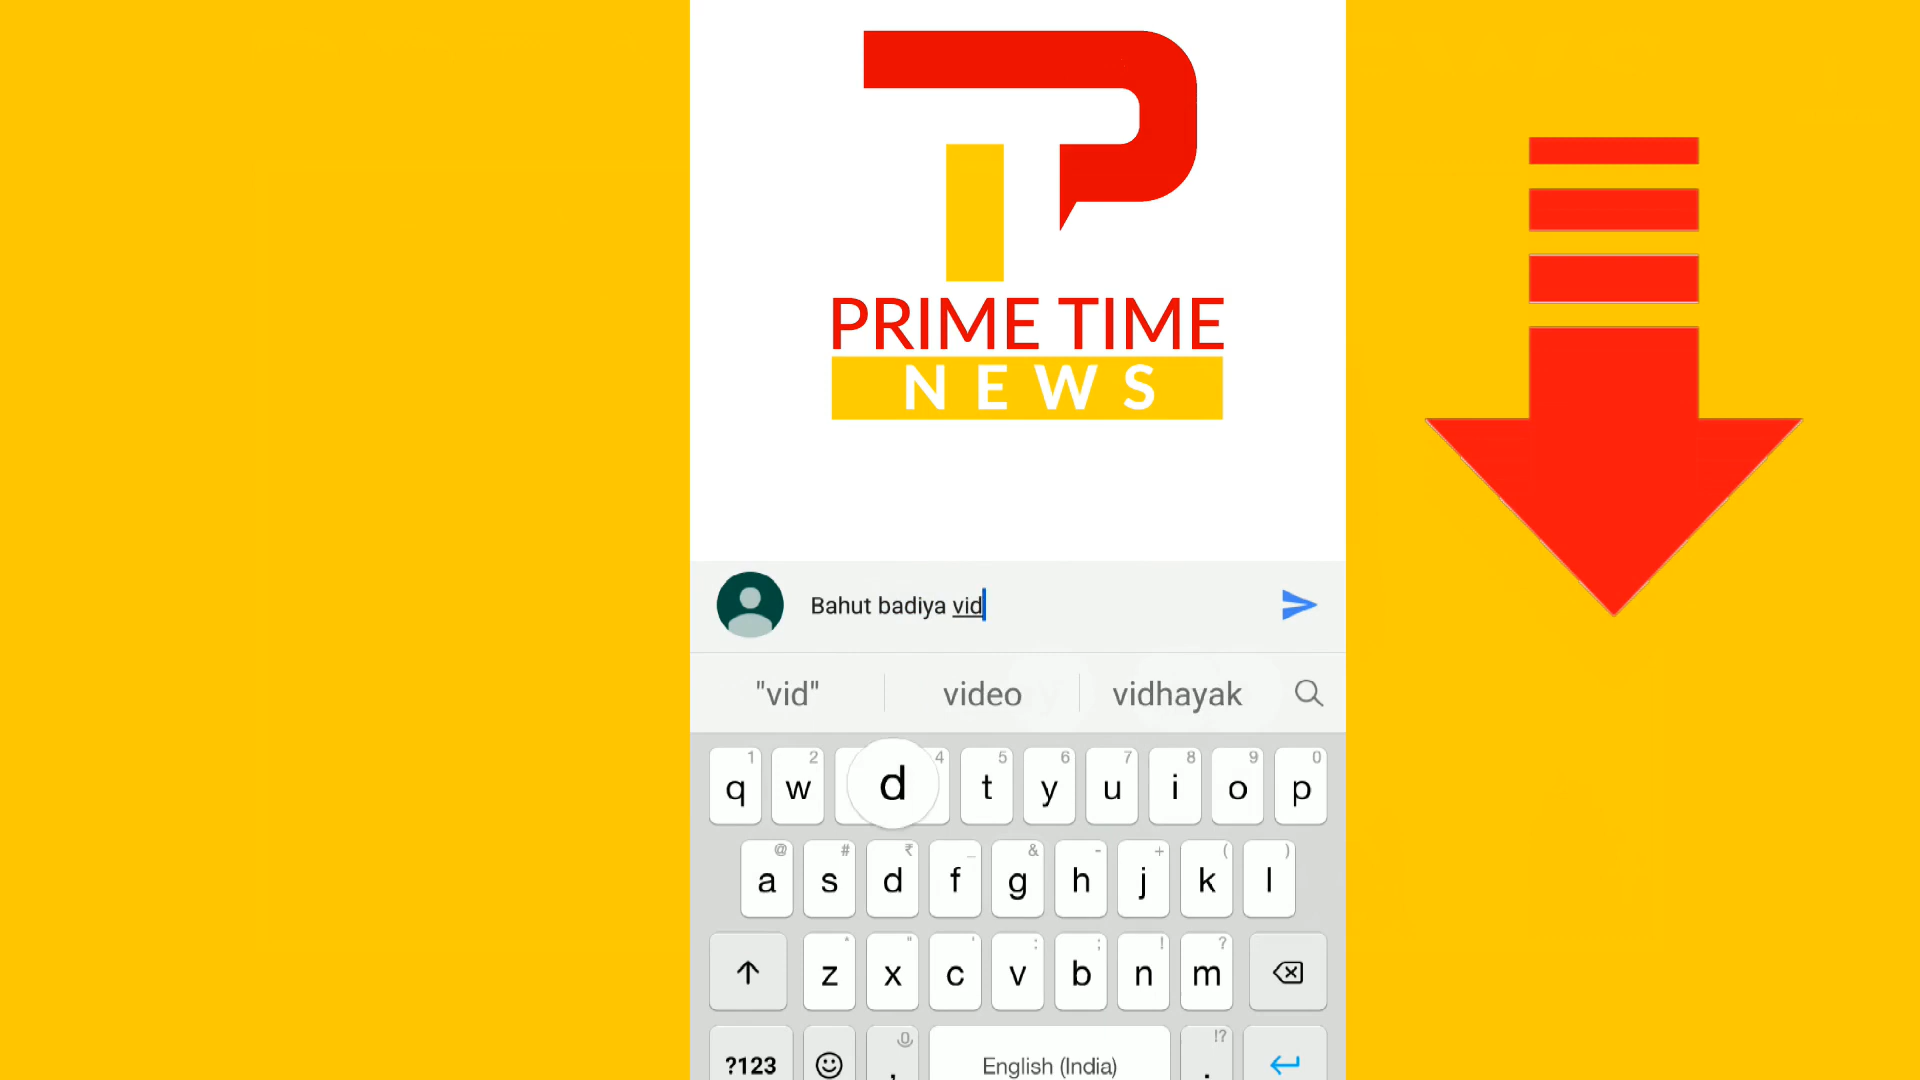 PRIME TIME
NEWS
Bahut badiya vid
"vid" video vidhayak
1 2 4 5 6 7 8 9 0
q w d t y u i o p
@ # ₹ _ & - + ( )
a s d f g h j k l
* " ' : ; ! ?
z x c v b n m
!?
?123 , English (India) .